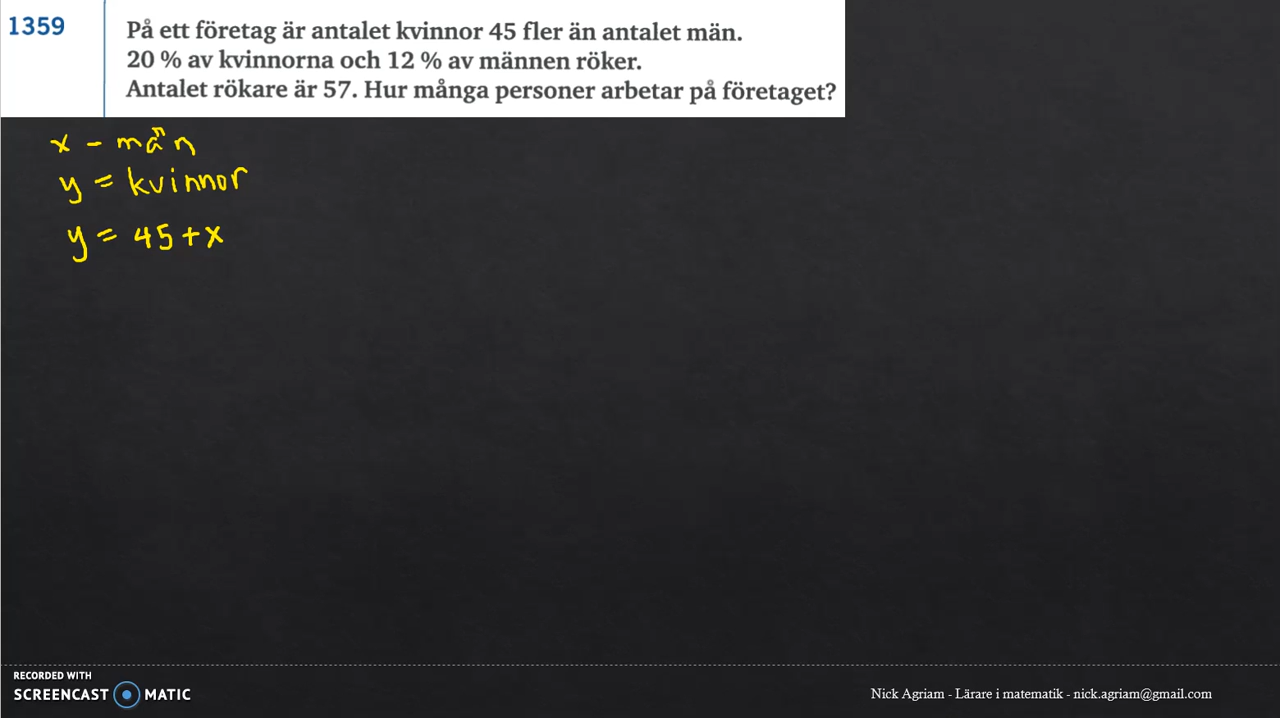 1359
På ett företag är antalet kvinnor 45 fler än antalet män.
20 % av kvinnorna och 12 % av männen röker.
Antalet rökare är 57. Hur många personer arbetar på företaget?
x - män
y = kvinnor
y = 45 + x
RECORDED WITH
SCREENCAST MATIC
Nick Agriam - Lärare i matematik - nick.agriam@gmail.com